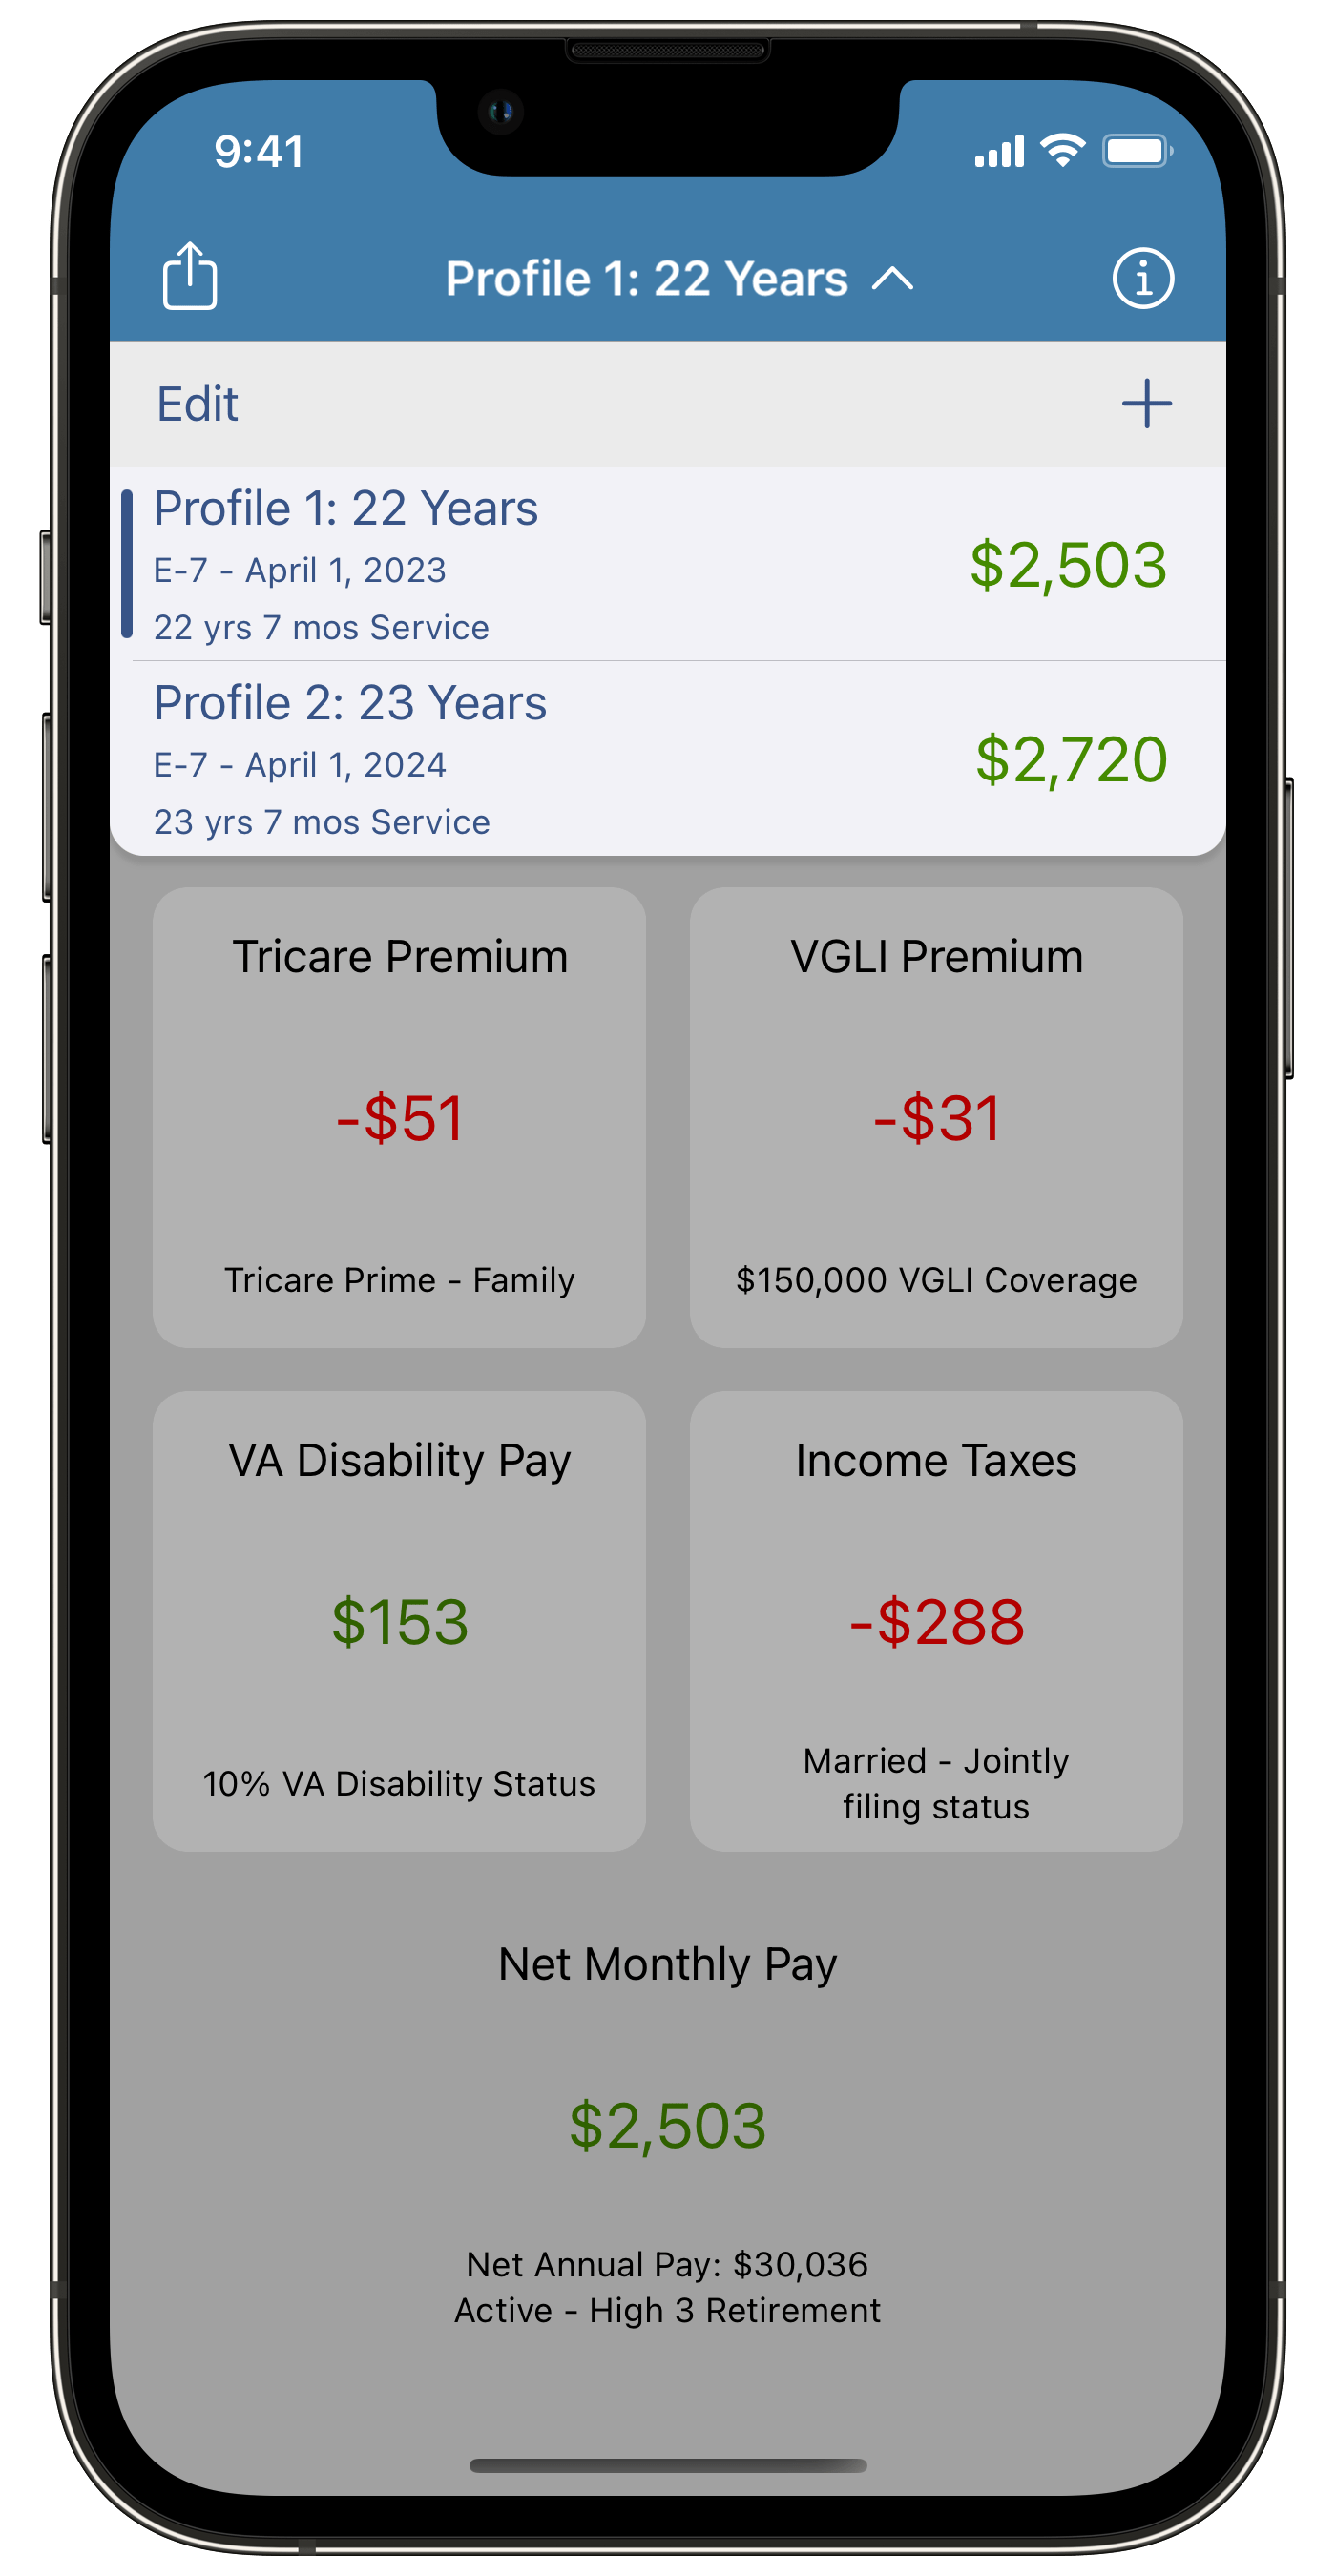 9:41
Profile 1: 22 Years
Edit
Profile 1: 22 Years
E-7 - April 1, 2023
22 yrs 7 mos Service
$2,503
Profile 2: 23 Years
E-7 - April 1, 2024
23 yrs 7 mos Service
$2,720
Tricare Premium
-$51
Tricare Prime - Family
VGLI Premium
-$31
$150,000 VGLI Coverage
VA Disability Pay
$153
10% VA Disability Status
Income Taxes
-$288
Married - Jointly
filing status
Net Monthly Pay
$2,503
Net Annual Pay: $30,036
Active - High 3 Retirement